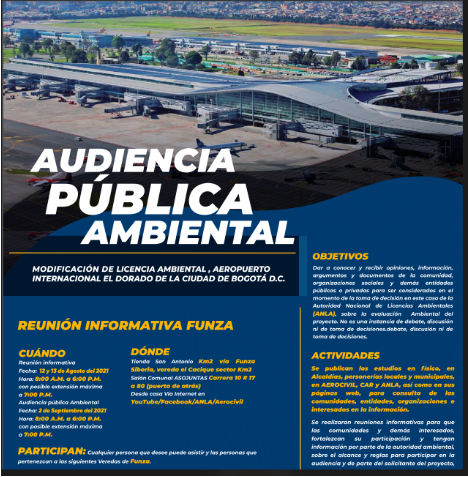 AUDIENCIA
PÚBLICA
AMBIENTAL
MODIFICACIÓN DE LICENCIA AMBIENTAL , AEROPUERTO
INTERNACIONAL EL DORADO DE LA CIUDAD DE BOGOTÁ D.C.
REUNIÓN INFORMATIVA FUNZA
CUÁNDO
Reunión informativa
Fecha: 12 y 13 de Agosto del 2021
Hora: 8:00 A.M. a 6:00 P.M.
con posible extensión máxima
a 7:00 P.M.
Audiencia pública Ambiental
Fecha: 2 de Septiembre del 2021
Hora: 8:00 A.M. a 6:00 P.M.
con posible extensión máxima
a 7:00 P.M.
DÓNDE
Tienda San Antonio Km2 vía Funza
Siberia, vereda el Cacique sector Km2
Salón Comunal ASOJUNTAS Carrera 10 # 17
a 80 (puerta de atrás)
Desde casa Vía Internet en
YouTube/Facebook/ANLA/Aerocivil
PARTICIPAN: Cualquier persona que desee puede asistir y las personas que
pertenezcan a las siguientes Veredas de Funza.
OBJETIVOS
Dar a conocer y recibir opiniones, información,
argumentos y documentos de la comunidad,
organizaciones sociales y demás entidades
públicas o privadas para ser considerados en el
momento de la toma de decisión en este caso de la
Autoridad Nacional de Licencias Ambientales
(ANLA), sobre la evaluación Ambiental del
proyecto. No es una instancia de debate, discusión
ni de toma de decisiones.debate, discusión ni de
toma de decisiones.
ACTIVIDADES
Se publican los estudios en físico, en
Alcaldías, personerías locales y municipales,
en AEROCIVIL, CAR y ANLA, así como en sus
páginas web, para consulta de las
comunidades, entidades, organizaciones e
interesados en la información.
Se realizaron reuniones informativas para que
las comunidades y demás interesados,
fortalezcan su participación y tengan
información por parte de la autoridad ambiental,
sobre el alcance y reglas para participar en la
audiencia y de parte del solicitante del proyecto,